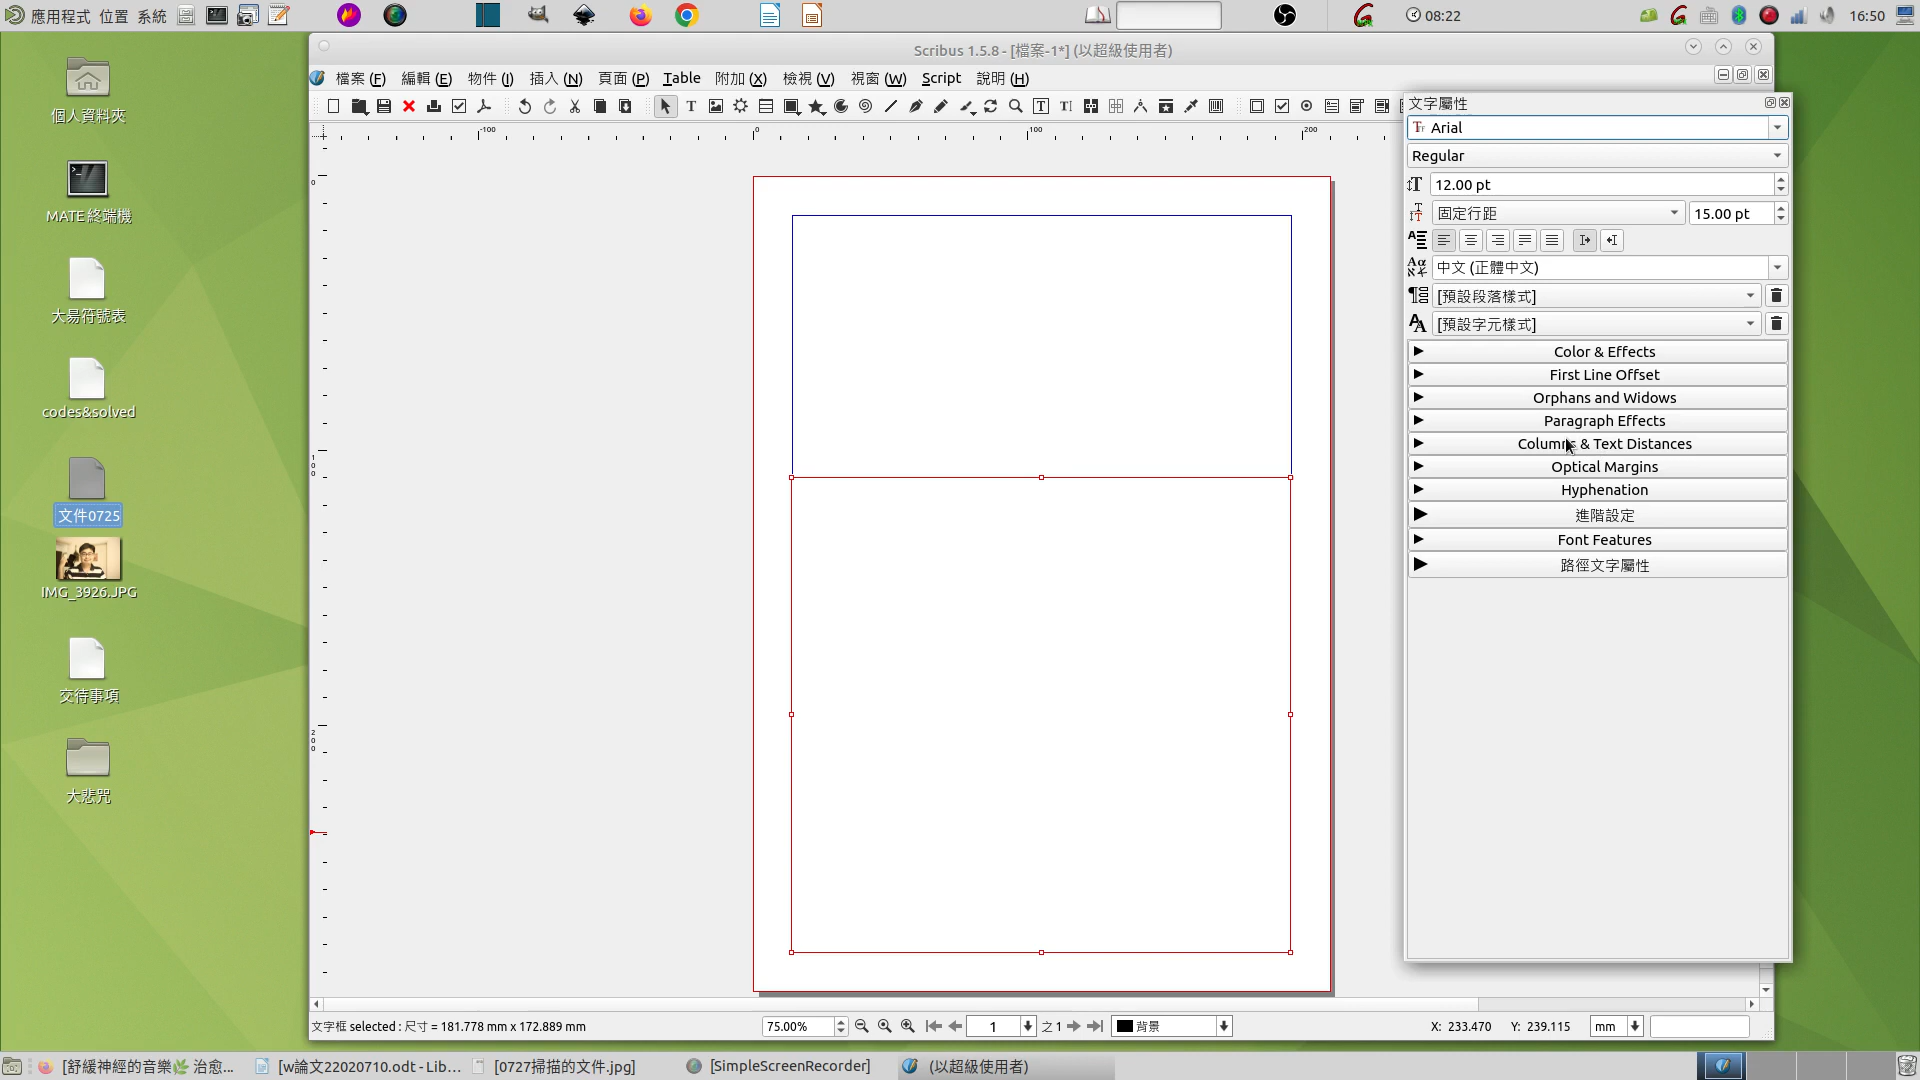 應用程式 位置 系統
08:22
16:50
個人資料夾
MATE 終端機
大易符號表
codes&solved
文件0725
IMG_3926.JPG
交待事項
大悲咒
Scribus 1.5.8 - [檔案-1*] (以超級使用者)
檔案 (F) 編輯 (E) 物件 (I) 插入 (N) 頁面 (P) Table 附加 (X) 檢視 (V) 視窗 (W) Script 說明 (H)
-100 0 100 200
0
100
200
文字屬性
Arial
Regular
12.00 pt
固定行距 15.00 pt
中文 (正體中文)
[預設段落樣式]
[預設字元樣式]
Color & Effects
First Line Offset
Orphans and Widows
Paragraph Effects
Columns & Text Distances
Optical Margins
Hyphenation
進階設定
Font Features
路徑文字屬性
文字框 selected : 尺寸 = 181.778 mm x 172.889 mm
75.00%
1 之 1
背景
X: 233.470 Y: 239.115 mm
[舒緩神經的音樂🌿 治愈...
[w論文22020710.odt - Lib...
[0727掃描的文件.jpg]
[SimpleScreenRecorder]
(以超級使用者)